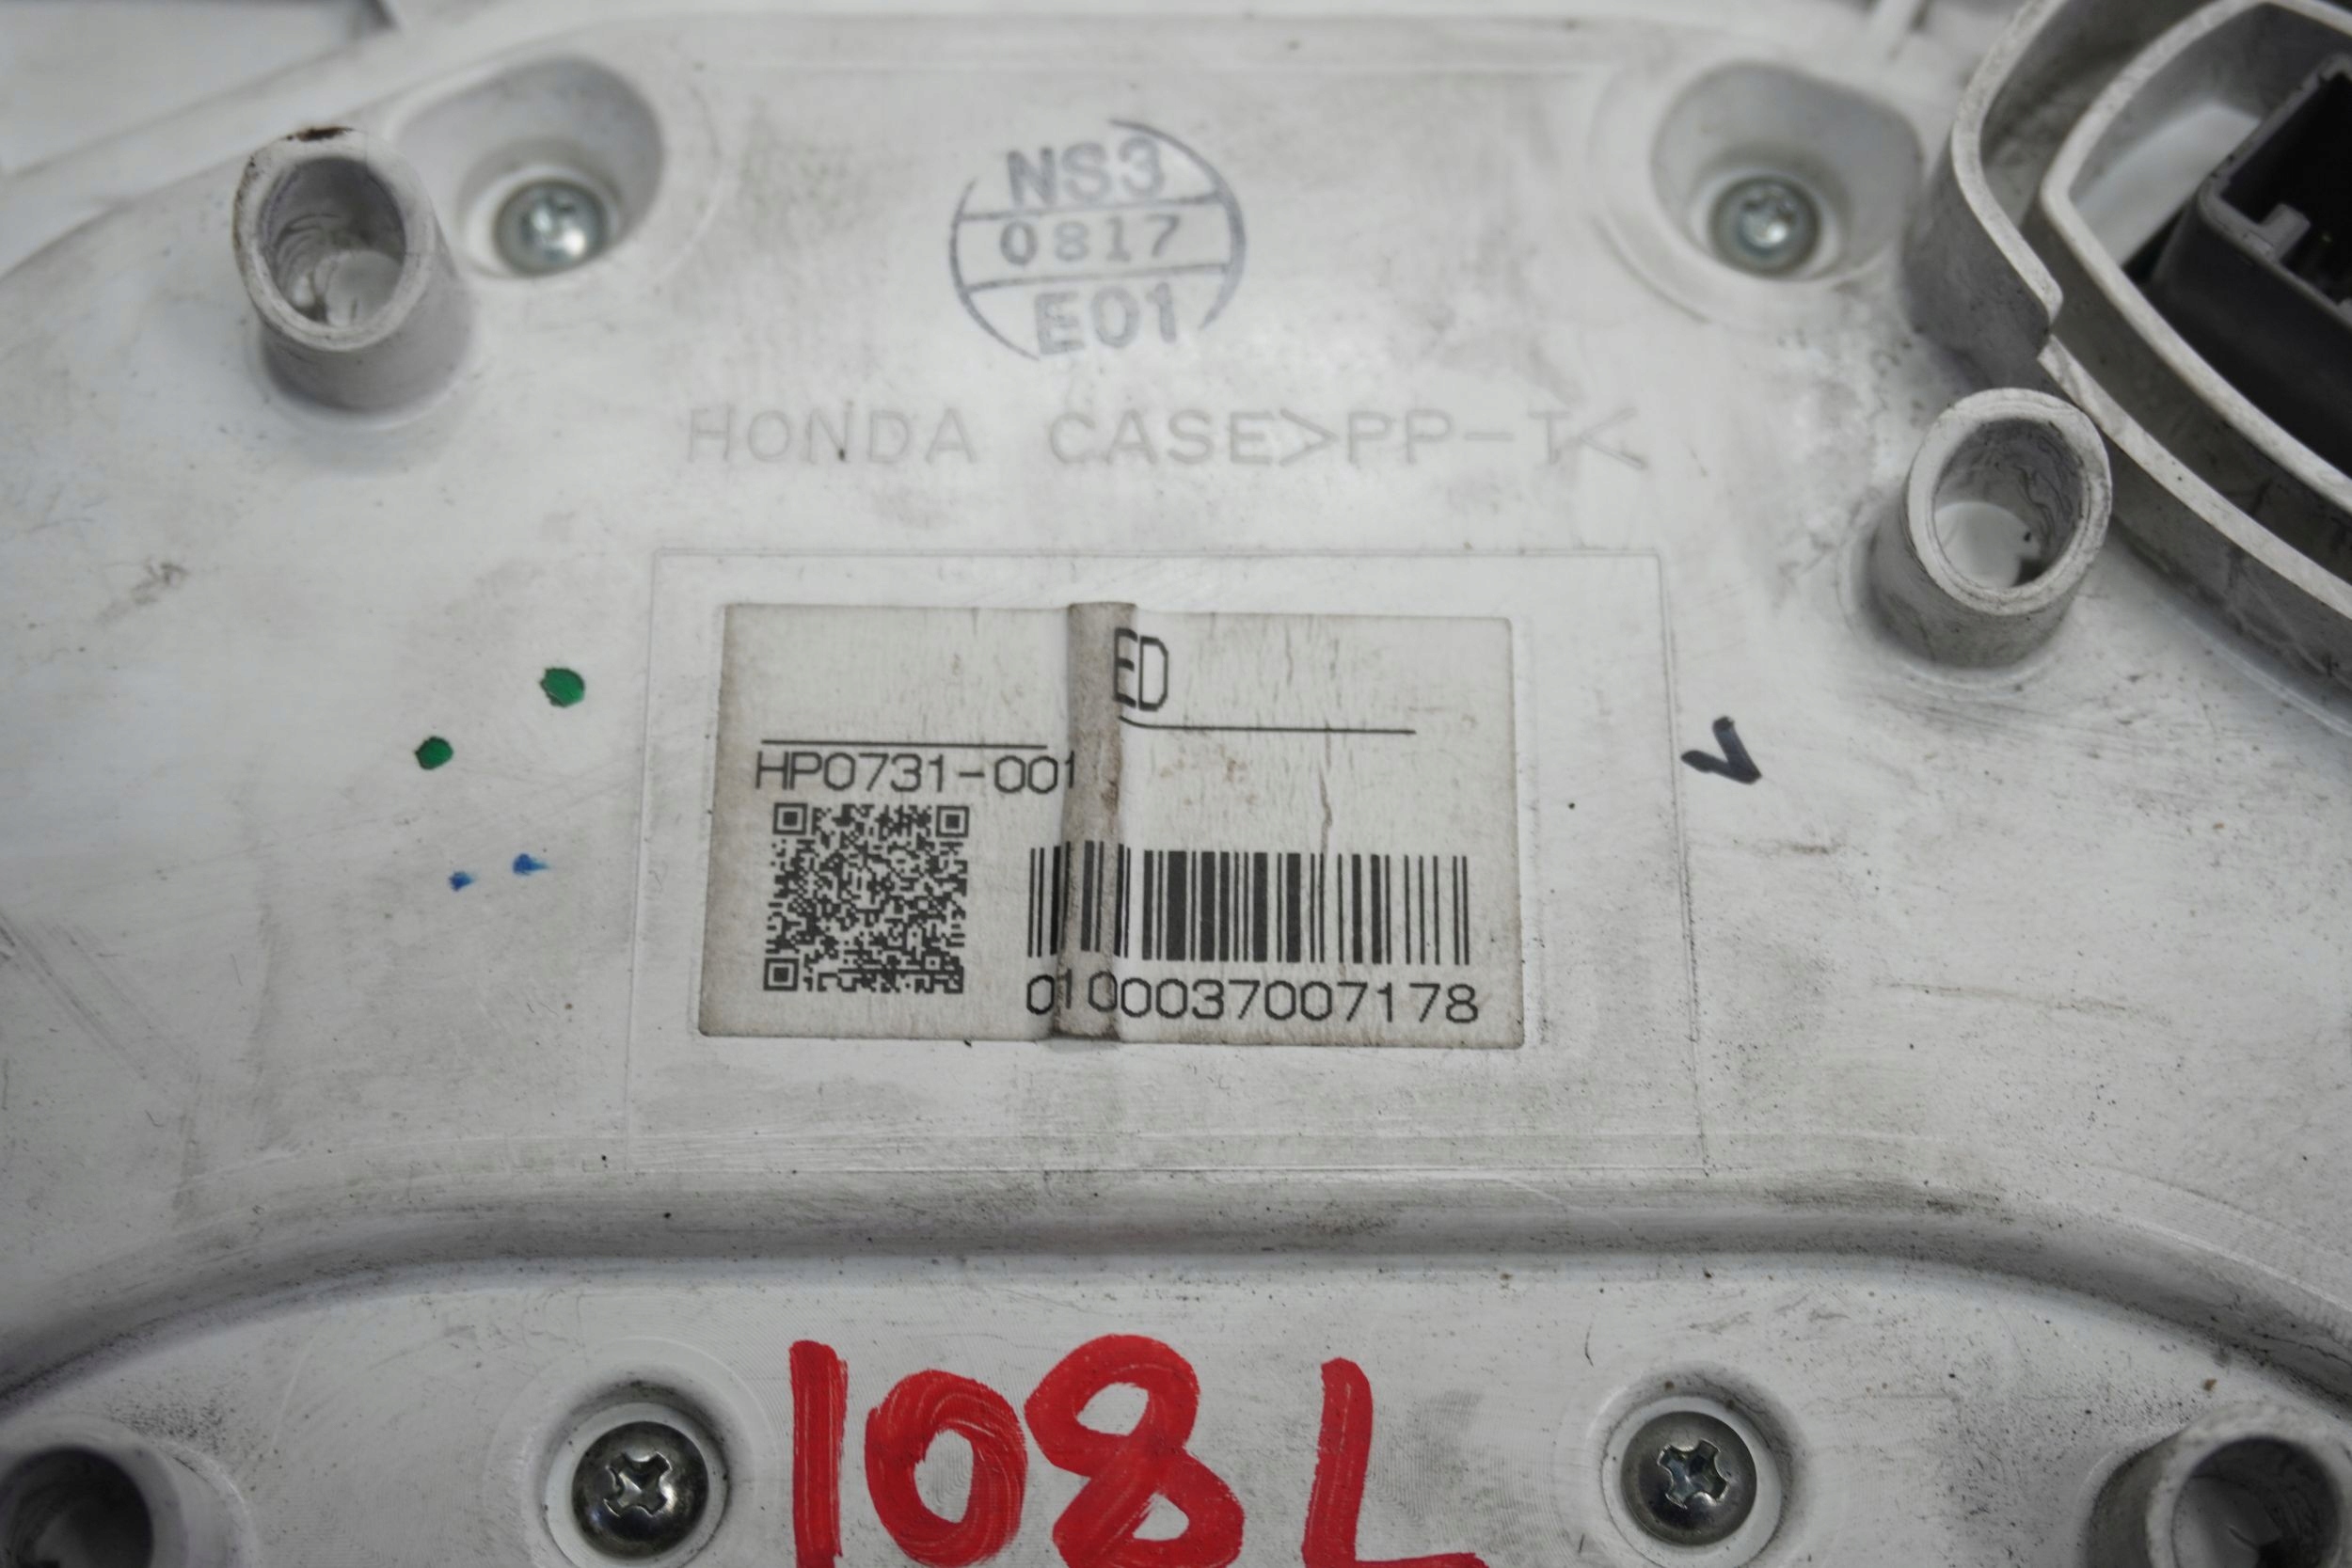 NS3
0817
E01
HONDA CASE>PP-T<
ED
HP0731-001
0100037007178
V
108L